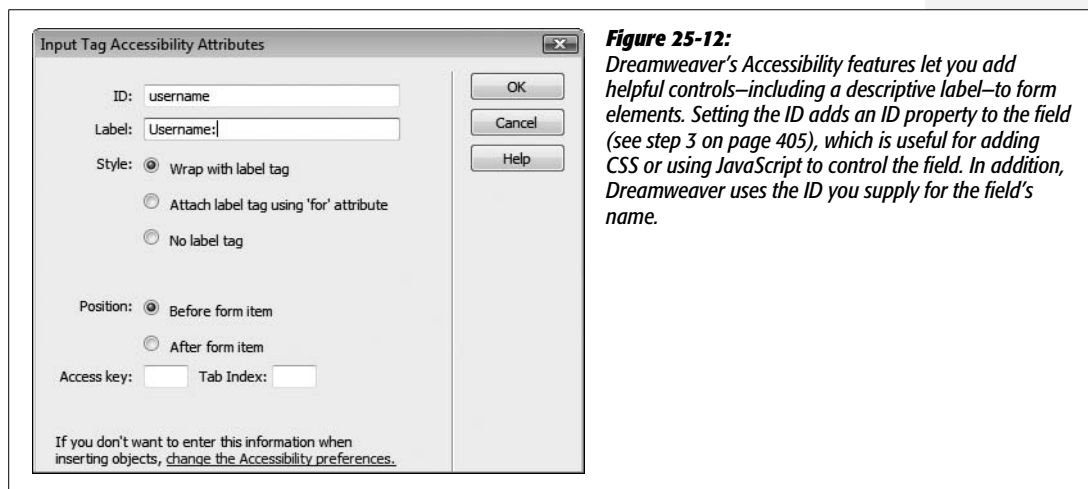 Input Tag Accessibility Attributes
ID: username
Label: Username:
Style: Wrap with label tag
Attach label tag using 'for' attribute
No label tag
Position: Before form item
After form item
Access key: Tab Index:
If you don't want to enter this information when
inserting objects, change the Accessibility preferences.
OK
Cancel
Help
Figure 25-12:
Dreamweaver's Accessibility features let you add
helpful controls—including a descriptive label—to form
elements. Setting the ID adds an ID property to the field
(see step 3 on page 405), which is useful for adding
CSS or using JavaScript to control the field. In addition,
Dreamweaver uses the ID you supply for the field's
name.